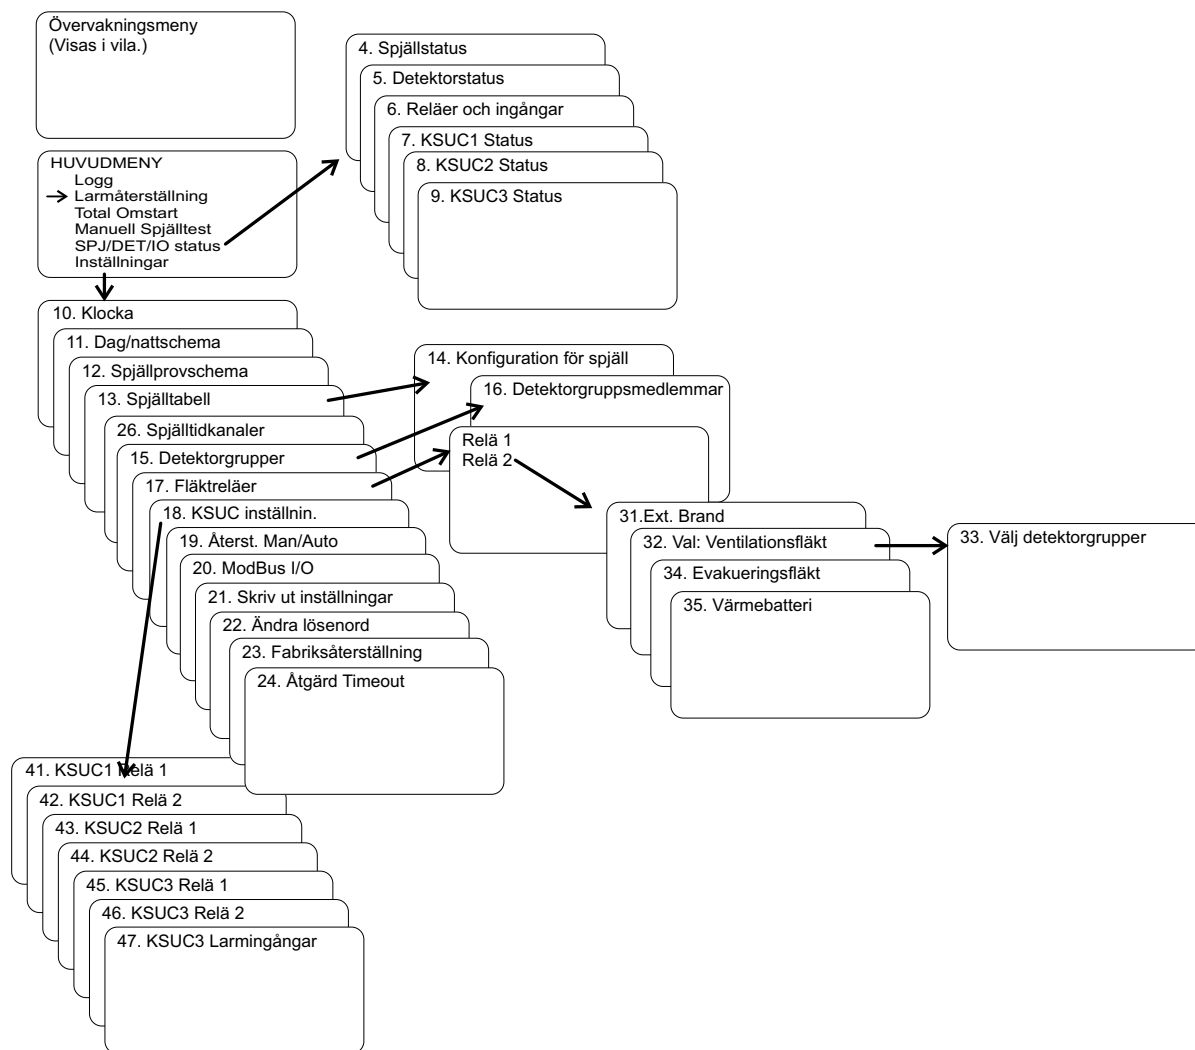 Övervakningsmeny
(Visas i vila.)
HUVUDMENY
Logg
Larmåterställning
Total Omstart
Manuell Spjälltest
SPJ/DET/IO status
Inställningar
4. Spjällstatus
5. Detektorstatus
6. Reläer och ingångar
7. KSUC1 Status
8. KSUC2 Status
9. KSUC3 Status
10. Klocka
11. Dag/nattschema
12. Spjällprovschema
13. Spjälltabell
26. Spjälltidkanaler
15. Detektorgrupper
17. Fläktreläer
18. KSUC inställnin.
19. Återst. Man/Auto
20. ModBus I/O
21. Skriv ut inställningar
22. Ändra lösenord
23. Fabriksåterställning
24. Åtgärd Timeout
14. Konfiguration för spjäll
16. Detektorgruppsmedlemmar
Relä 1
Relä 2
31.Ext. Brand
32. Val: Ventilationsfläkt
34. Evakueringsfläkt
35. Värmebatteri
33. Välj detektorgrupper
41. KSUC1 Relä 1
42. KSUC1 Relä 2
43. KSUC2 Relä 1
44. KSUC2 Relä 2
45. KSUC3 Relä 1
46. KSUC3 Relä 2
47. KSUC3 Larmingångar